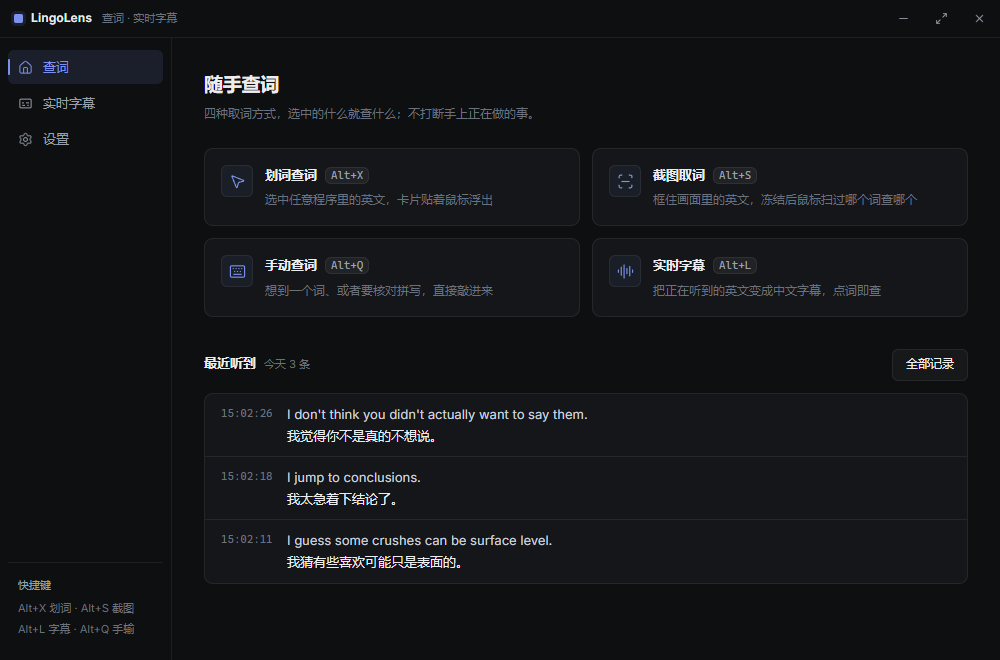 LingoLens 查词 · 实时字幕
查词
实时字幕
设置
随手查词
四种取词方式，选中的什么就查什么；不打断手上正在做的事。
划词查词 Alt+X
选中任意程序里的英文，卡片贴着鼠标浮出
截图取词 Alt+S
框住画面里的英文，冻结后鼠标扫过哪个词查哪个
手动查词 Alt+Q
想到一个词、或者要核对拼写，直接敲进来
实时字幕 Alt+L
把正在听到的英文变成中文字幕，点词即查
最近听到 今天 3 条
全部记录
15:02:26 I don't think you didn't actually want to say them.
我觉得你不是真的不想说。
15:02:18 I jump to conclusions.
我太急着下结论了。
15:02:11 I guess some crushes can be surface level.
我猜有些喜欢可能只是表面的。
快捷键
Alt+X 划词 · Alt+S 截图
Alt+L 字幕 · Alt+Q 手输